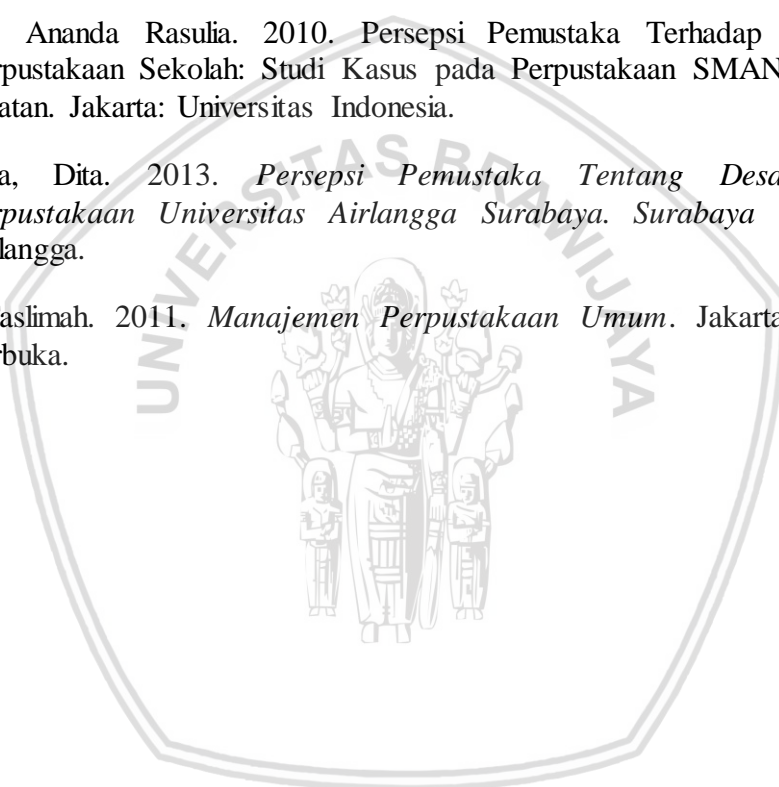 Ananda Rasulia. 2010. Persepsi Pemustaka Terhadap
rpustakaan Sekolah: Studi Kasus pada Perpustakaan SMAN
atan. Jakarta: Universitas Indonesia.
a, Dita. 2013. Persepsi Pemustaka Tentang Desa
rpustakaan Universitas Airlangga Surabaya. Surabaya
langga.
aslimah. 2011. Manajemen Perpustakaan Umum. Jakarta
rbuka.
UNIVERSITAS BRAWIJAYA